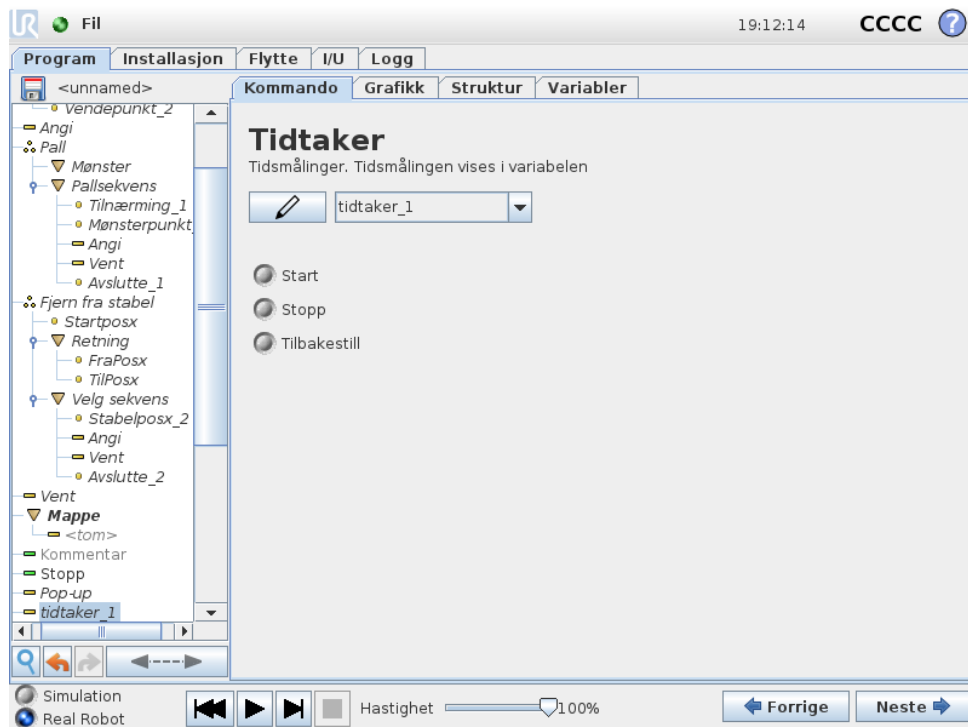 UR Fil 19:12:14 CCCC ?
Program Installasjon Flytte I/U Logg
<unnamed>
Kommando Grafikk Struktur Variabler
Vendepunkt_2
Angi
Pall
Mønster
Pallsekvens
Tilnærming_1
Mønsterpunkt_
Angi
Vent
Avslutte_1
Fjern fra stabel
Startposx
Retning
FraPosx
TilPosx
Velg sekvens
Stabelposx_2
Angi
Vent
Avslutte_2
Vent
Mappe
<tom>
Kommentar
Stopp
Pop-up
tidtaker_1
Tidtaker
Tidsmålinger. Tidsmålingen vises i variabelen
tidtaker_1
Start
Stopp
Tilbakestill
Simulation
Real Robot
Hastighet 100%
Forrige Neste